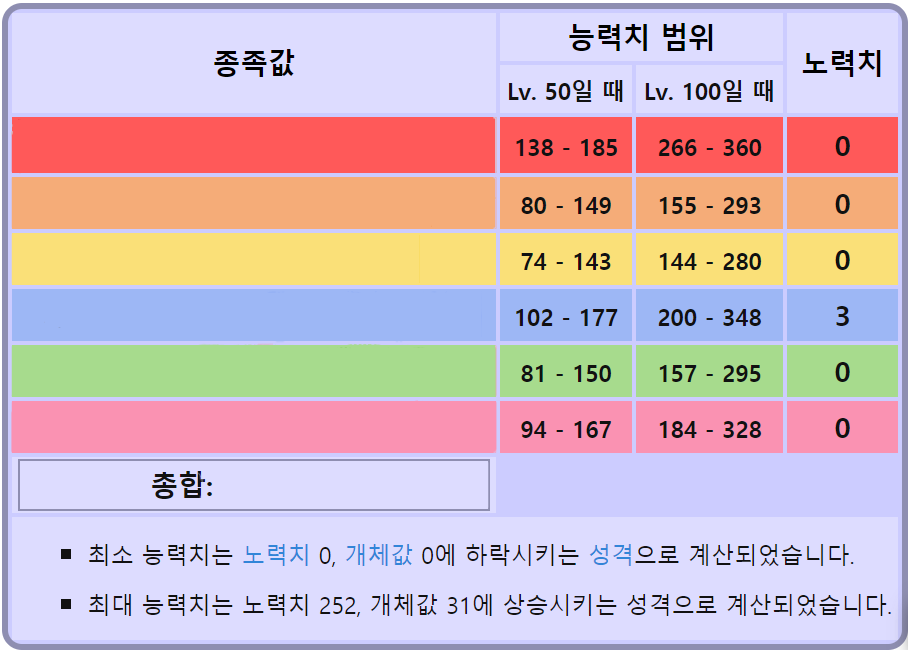 종족값
능력치 범위
노력치
Lv. 50일 때
Lv. 100일 때
138 - 185
266 - 360
0
80 - 149
155 - 293
0
74 - 143
144 - 280
0
102 - 177
200 - 348
3
81 - 150
157 - 295
0
94 - 167
184 - 328
0
총합:
최소 능력치는 노력치 0, 개체값 0에 하락시키는 성격으로 계산되었습니다.
최대 능력치는 노력치 252, 개체값 31에 상승시키는 성격으로 계산되었습니다.